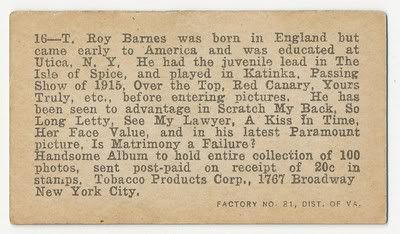 16—T. Roy Barnes was born in England but
came early to America and was educated at
Utica, N. Y. He had the juvenile lead in The
Isle of Spice, and played in Katinka, Passing
Show of 1915, Over the Top, Red Canary, Yours
Truly, etc., before entering pictures. He has
been seen to advantage in Scratch My Back, So
Long Letty, See My Lawyer, A Kiss In Time,
Her Face Value, and in his latest Paramount
picture, Is Matrimony a Failure?
Handsome Album to hold entire collection of 100
photos, sent post-paid on receipt of 20c in
stamps, Tobacco Products Corp., 1767 Broadway
New York City.
FACTORY NO. 21, DIST. OF VA.